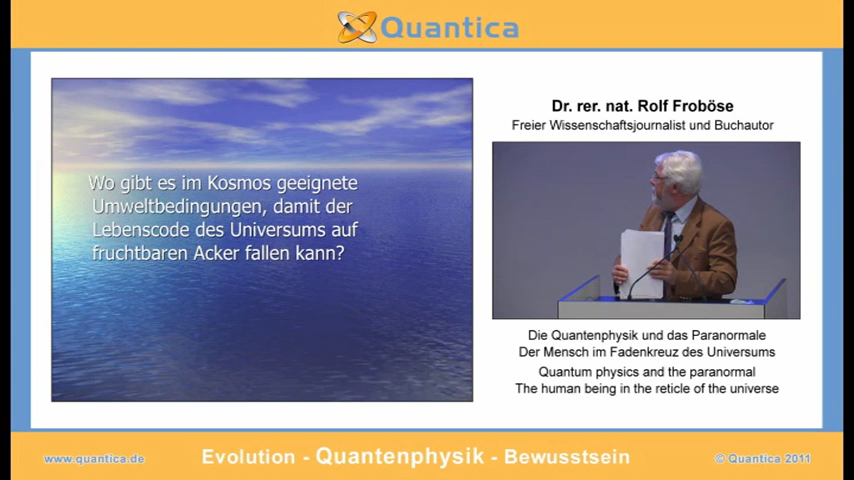 Quantica
Wo gibt es im Kosmos geeignete
Umweltbedingungen, damit der
Lebenscode des Universums auf
fruchtbaren Acker fallen kann?
Dr. rer. nat. Rolf Froböse
Freier Wissenschaftsjournalist und Buchautor
Die Quantenphysik und das Paranormale
Der Mensch im Fadenkreuz des Universums
Quantum physics and the paranormal
The human being in the reticle of the universe
www.quantica.de
Evolution - Quantenphysik - Bewusstsein
© Quantica 2011